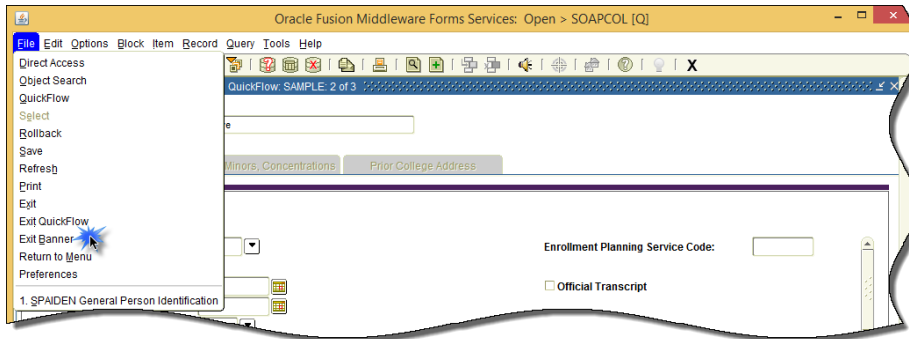 Oracle Fusion Middleware Forms Services: Open > SOAPCOL [Q]
File Edit Options Block Item Record Query Tools Help
Direct Access
Object Search
QuickFlow
Select
Rollback
Save
Refresh
Print
Exit
Exit QuickFlow
Exit Banner
Return to Menu
Preferences
1. SPAIDEN General Person Identification
X
QuickFlow: SAMPLE: 2 of 3
Minors, Concentrations Prior College Address
Enrollment Planning Service Code:
Official Transcript